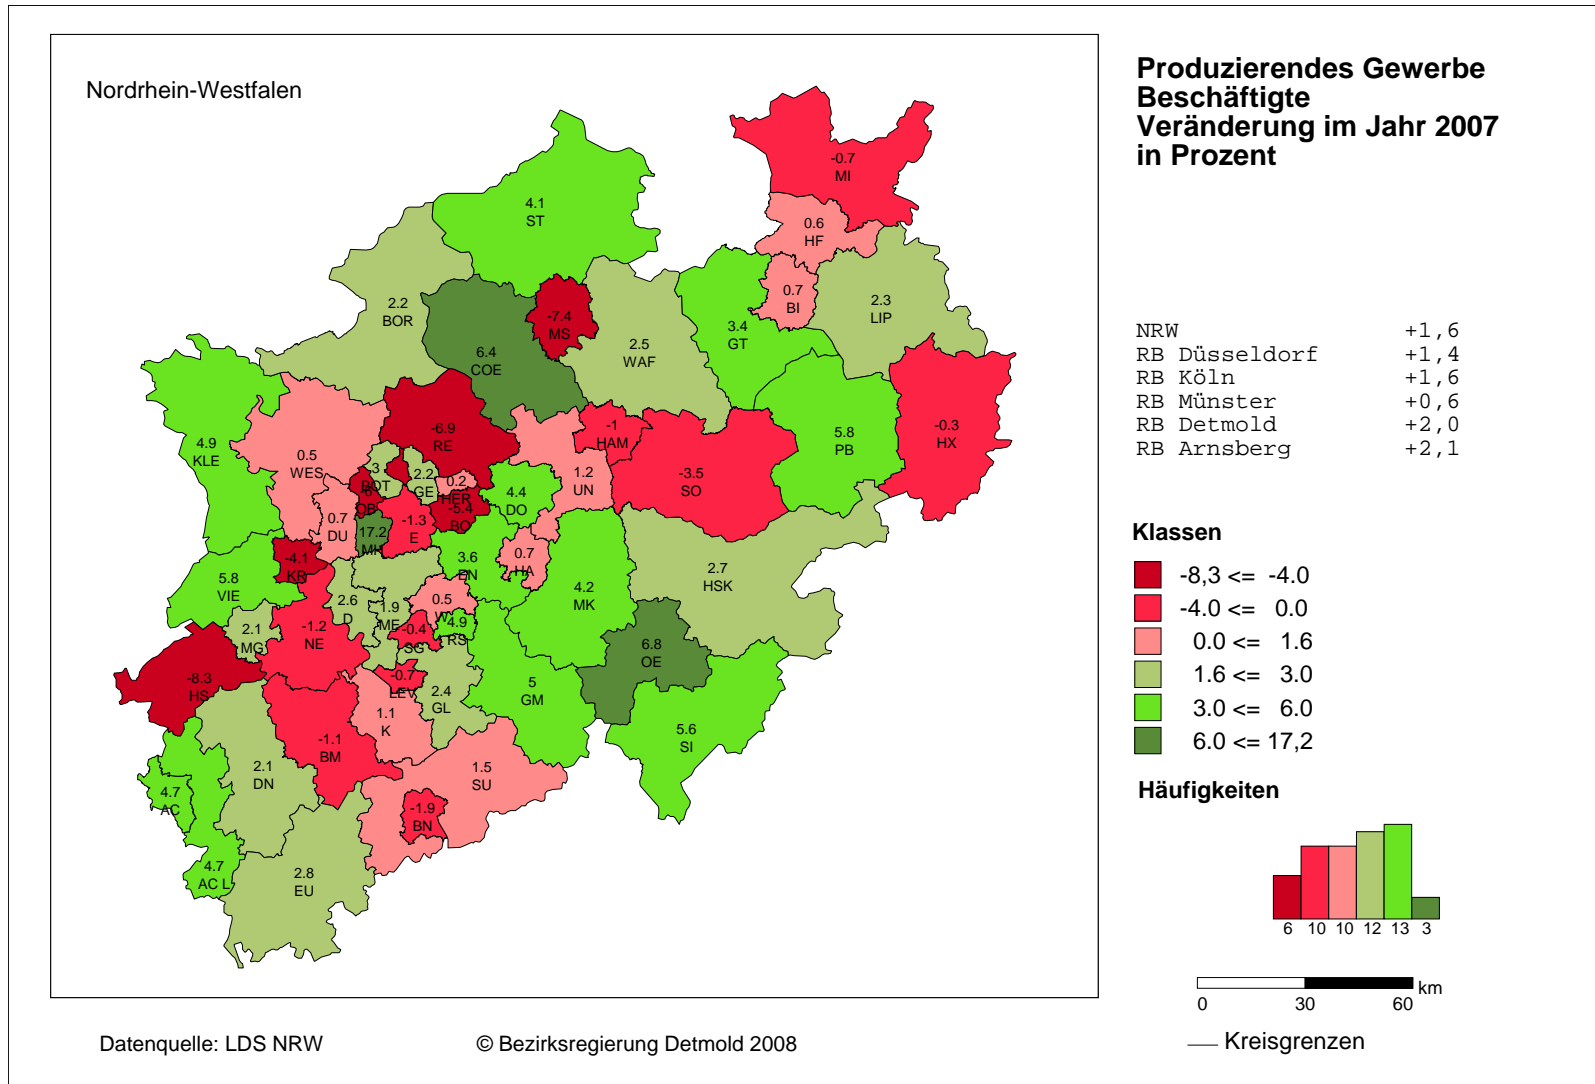 Nordrhein-Westfalen
Produzierendes Gewerbe
Beschäftigte
Veränderung im Jahr 2007
in Prozent
-0.7
MI
4.1
ST
0.6
HF
0.7
BI
2.3
LIP
2.2
BOR
-7.4
MS
3.4
GT
2.5
WAF
6.4
COE
NRW +1,6
RB Düsseldorf +1,4
RB Köln +1,6
RB Münster +0,6
RB Detmold +2,0
RB Arnsberg +2,1
4.9
KLE
0.5
WES
-6.9
RE
-1
HAM
5.8
PB
-0.3
HX
-3.5
SO
1.2
UN
3
BOT
2.2
GE
0.2
HER
4.4
DO
OB
-5.4
BO
0.7
DU
17.2
MH
-1.3
E
-4.1
KR
3.6
EN
0.7
HA
2.7
HSK
5.8
VIE
4.2
MK
2.6
D
1.9
ME
0.5
W
4.9
RS
-0.4
SG
2.1
MG
-1.2
NE
6.8
OE
-8.3
HS
-0.7
LEV
2.4
GL
5
GM
1.1
K
-1.1
BM
5.6
SI
2.1
DN
1.5
SU
4.7
AC
-1.9
BN
4.7
AC L
2.8
EU
Klassen
-8,3 <= -4.0
-4.0 <= 0.0
0.0 <= 1.6
1.6 <= 3.0
3.0 <= 6.0
6.0 <= 17,2
Häufigkeiten
6 10 10 12 13 3
km
0 30 60
Kreisgrenzen
Datenquelle: LDS NRW © Bezirksregierung Detmold 2008